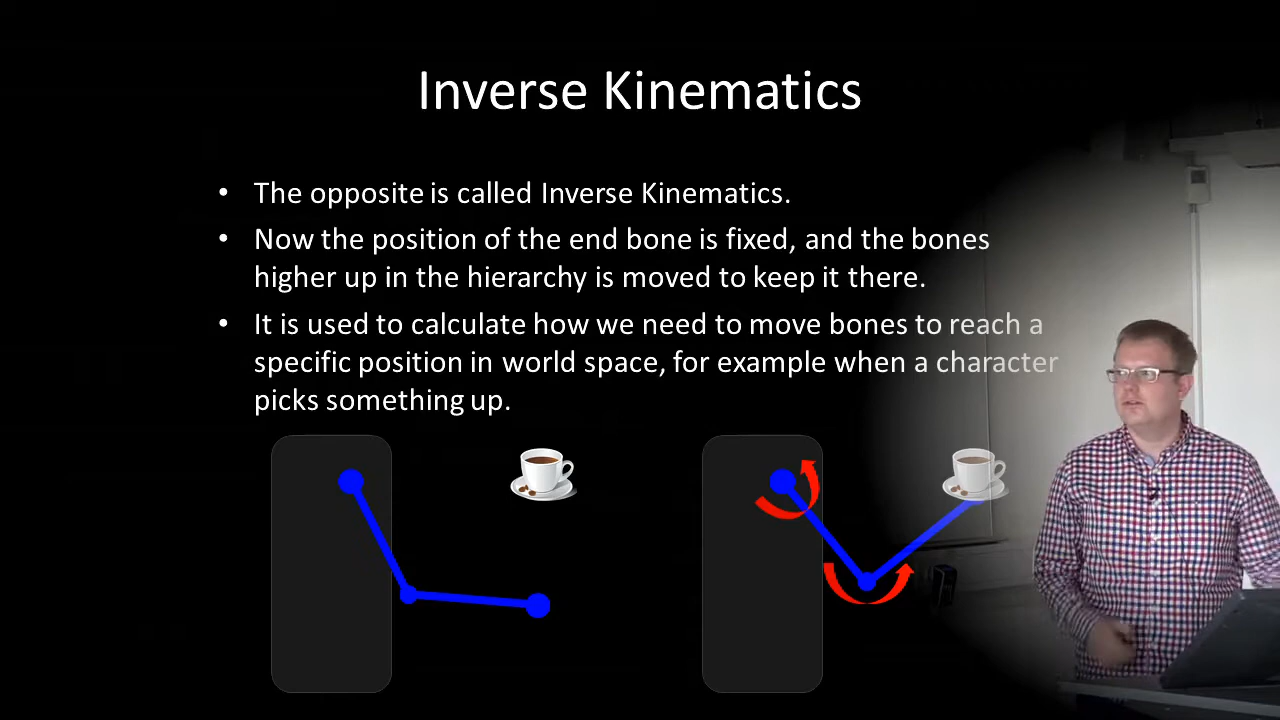 Inverse Kinematics
• The opposite is called Inverse Kinematics.
• Now the position of the end bone is fixed, and the bones
higher up in the hierarchy is moved to keep it there.
• It is used to calculate how we need to move bones to reach a
specific position in world space, for example when a character
picks something up.